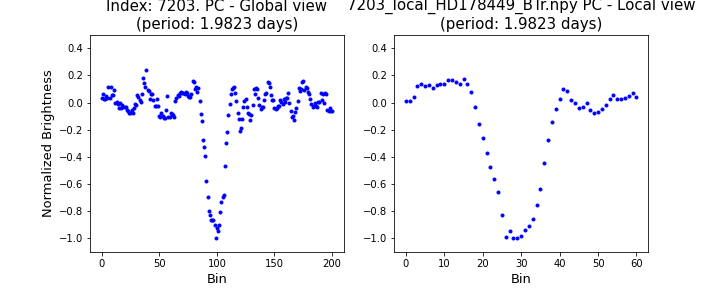 Index: 7203. PC - Global view
(period: 1.9823 days)
7203_local_HD178449_BTr.npy PC - Local view
(period: 1.9823 days)
Normalized Brightness
0.4
0.2
0.0
−0.2
−0.4
−0.6
−0.8
−1.0
0 50 100 150 200
Bin
0.4
0.2
0.0
−0.2
−0.4
−0.6
−0.8
−1.0
0 10 20 30 40 50 60
Bin